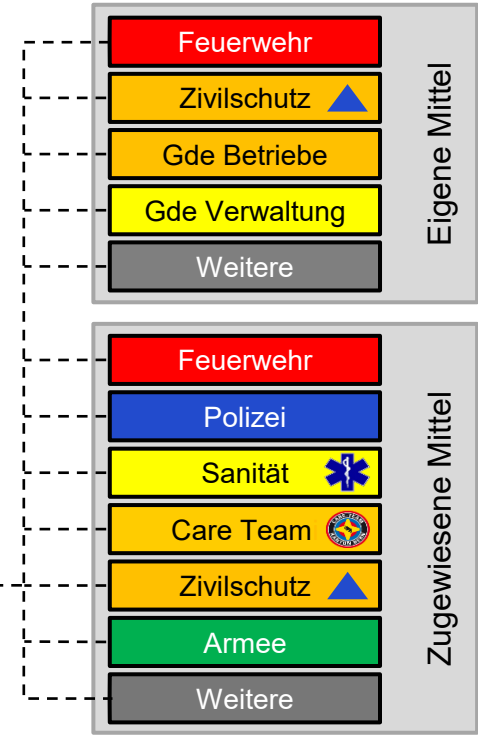 Feuerwehr
Zivilschutz
Gde Betriebe
Gde Verwaltung
Weitere
Eigene Mittel
Feuerwehr
Polizei
Sanität
Care Team
Zivilschutz
Armee
Weitere
Zugewiesene Mittel